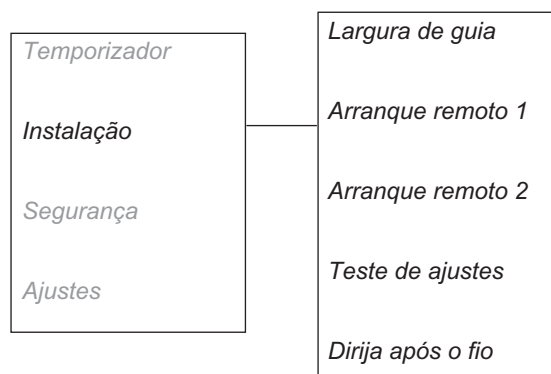 Temporizador
Instalação
Segurança
Ajustes
Largura de guia
Arranque remoto 1
Arranque remoto 2
Teste de ajustes
Dirija após o fio